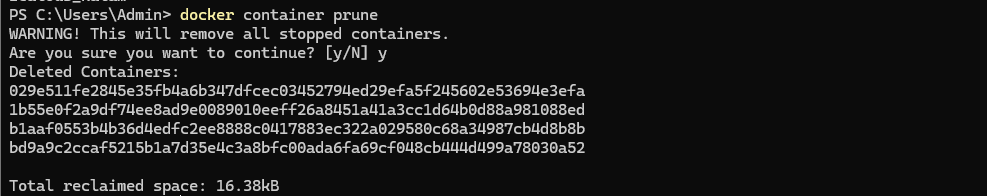 PS C:\Users\Admin> docker container prune
WARNING! This will remove all stopped containers.
Are you sure you want to continue? [y/N] y
Deleted Containers:
029e511fe2845e35fb4a6b347dfcec03452794ed29efa5f245602e53694e3efa
1b55e0f2a9df74ee8ad9e0089010eeff26a8451a41a3cc1d64b0d88a981088ed
b1aaf0553b4b36d4edfc2ee8888c0417883ec322a029580c68a34987cb4d8b8b
bd9a9c2ccaf5215b1a7d35e4c3a8bfc00ada6fa69cf048cb444d499a78030a52
Total reclaimed space: 16.38kB